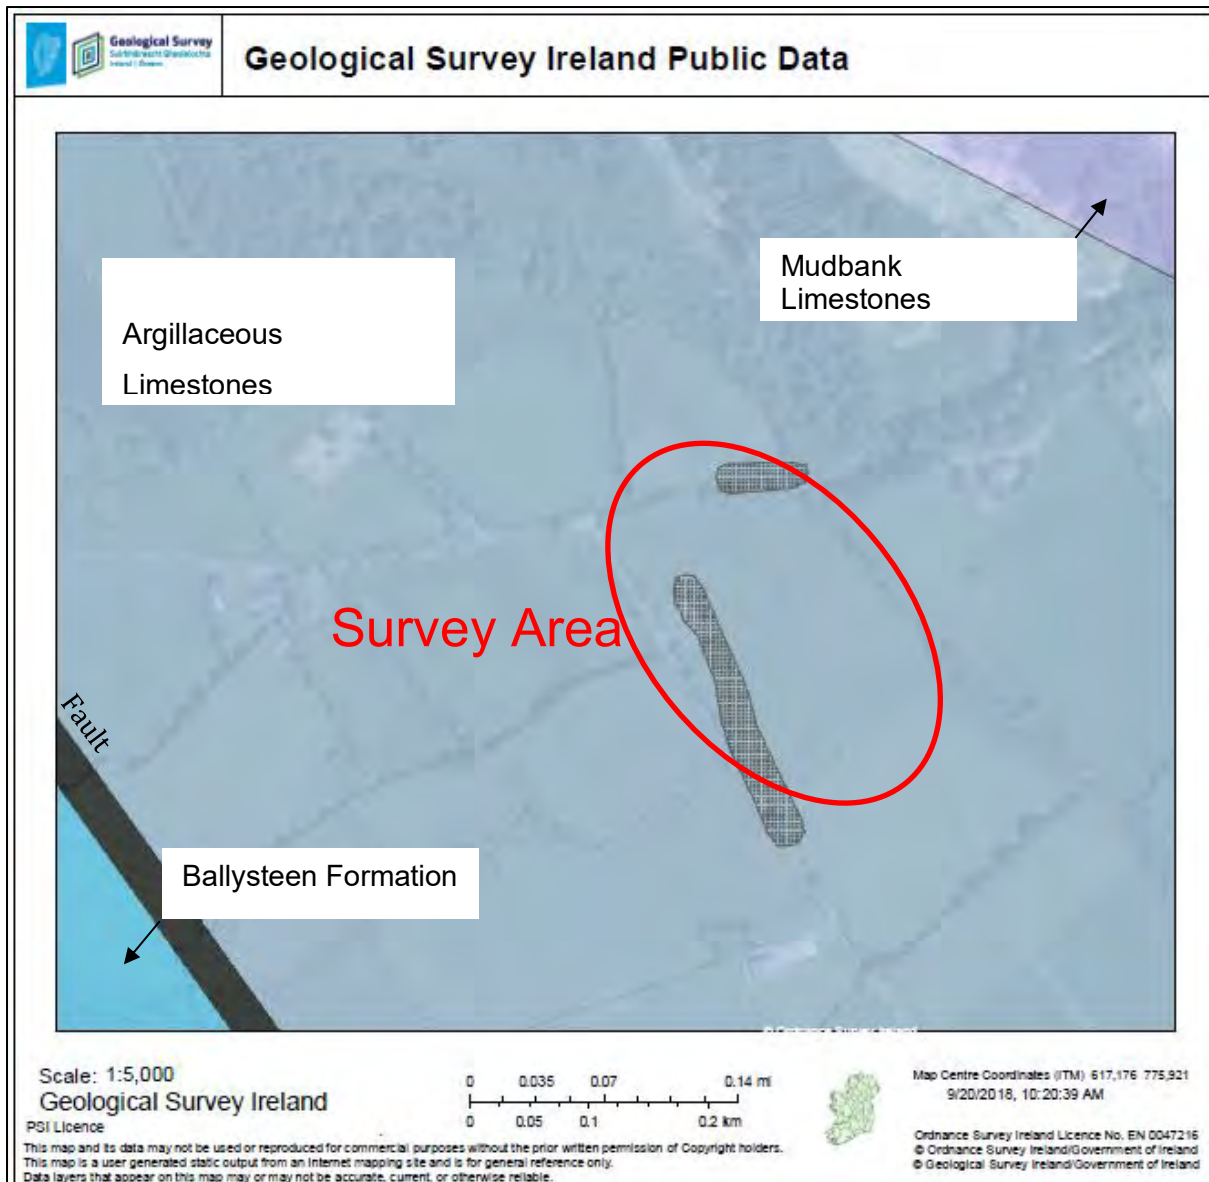 Geological Survey
Geological Survey Ireland Public Data
Mudbank
Limestones
Argillaceous
Limestones
Survey Area
Fault
Ballysteen Formation
© Ordnance Survey Ireland
Scale: 1:5,000
Geological Survey Ireland
PSI Licence
0 0.035 0.07 0.14 mi
0 0.05 0.1 0.2 km
Map Centre Coordinates (ITM) 617,176 775,921
9/20/2018, 10:20:39 AM
Ordnance Survey Ireland Licence No. EN 0047216
© Ordnance Survey Ireland/Government of Ireland
© Geological Survey Ireland/Government of Ireland
This map and its data may not be used or reproduced for commercial purposes without the prior written permission of Copyright holders.
This map is a user generated static output from an Internet mapping site and is for general reference only.
Data layers that appear on this map may or may not be accurate, current, or otherwise reliable.